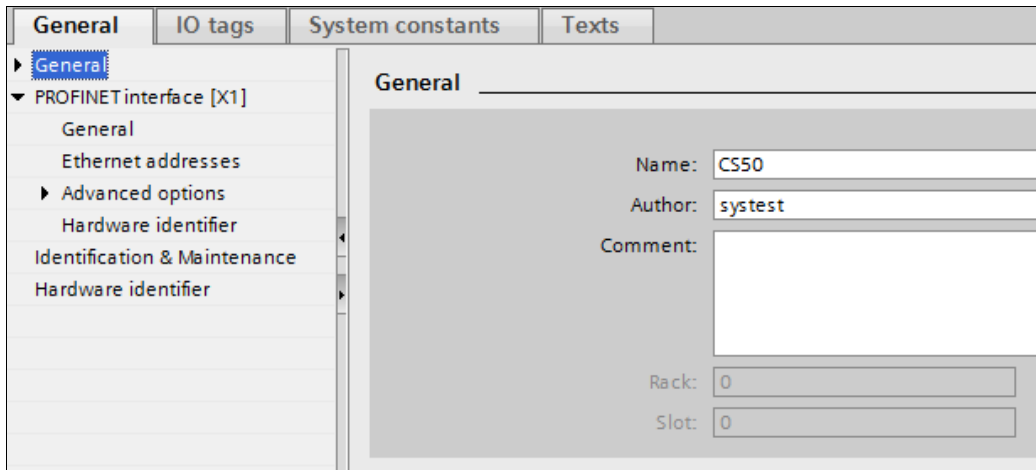 General IO tags System constants Texts
General
PROFINET interface [X1]
General
Ethernet addresses
Advanced options
Hardware identifier
Identification & Maintenance
Hardware identifier
General
Name: CS50
Author: systest
Comment:
Rack: 0
Slot: 0